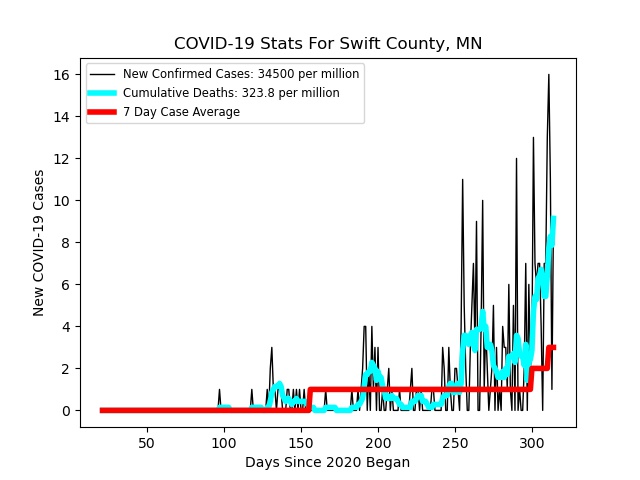 COVID-19 Stats For Swift County, MN
New Confirmed Cases: 34500 per million
Cumulative Deaths: 323.8 per million
7 Day Case Average
New COVID-19 Cases
16
14
12
10
8
6
4
2
0
50 100 150 200 250 300
Days Since 2020 Began